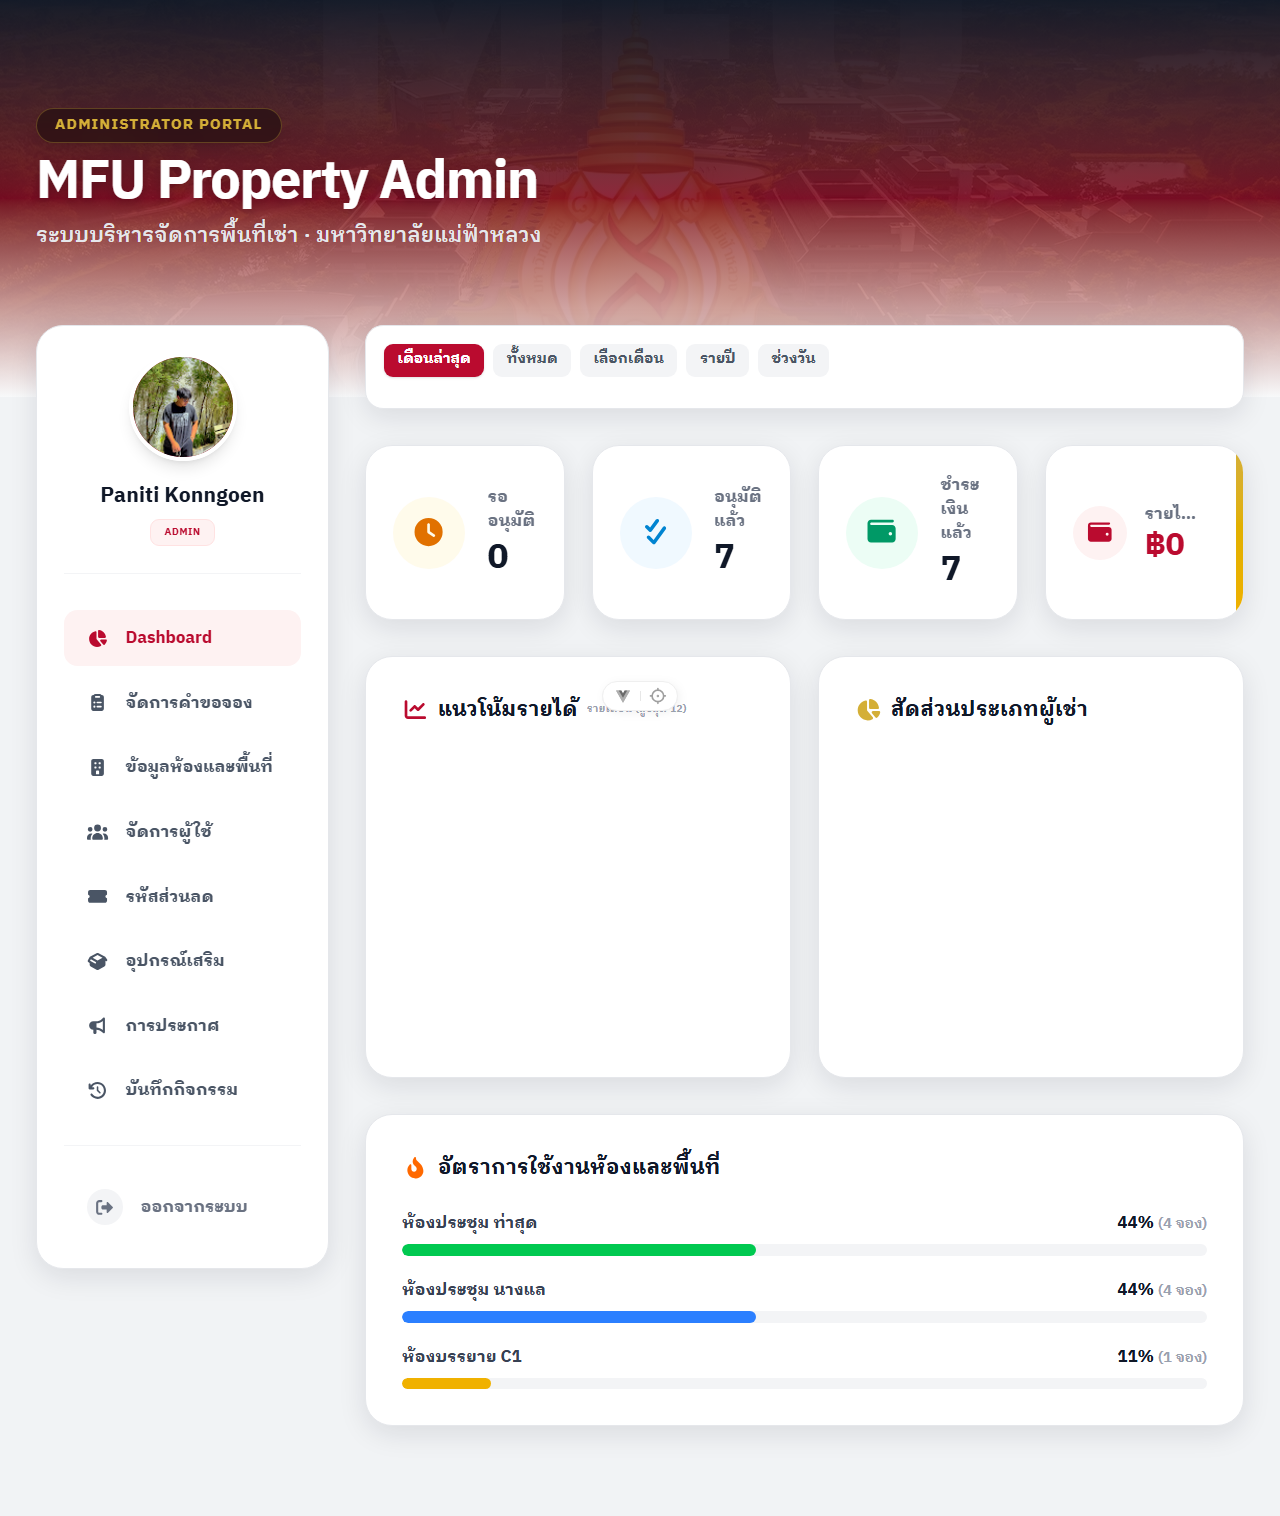 ADMINISTRATOR PORTAL
MFU Property Admin
ระบบบริหารจัดการพื้นที่เช่า · มหาวิทยาลัยแม่ฟ้าหลวง
Paniti Konngoen
ADMIN
Dashboard
จัดการคำขอจอง
ข้อมูลห้องและพื้นที่
จัดการผู้ใช้
รหัสส่วนลด
อุปกรณ์เสริม
การประกาศ
บันทึกกิจกรรม
ออกจากระบบ
เดือนล่าสุด
ทั้งหมด
เลือกเดือน
รายปี
ช่วงวัน
รอ
อนุมัติ
0
อนุมัติ
แล้ว
7
ชำระ
เงิน
แล้ว
7
รายไ...
฿0
แนวโน้มรายได้
สัดส่วนประเภทผู้เช่า
อัตราการใช้งานห้องและพื้นที่
ห้องประชุม ท่าสุด 44% (4 จอง)
ห้องประชุม นางแล 44% (4 จอง)
ห้องบรรยาย C1 11% (1 จอง)